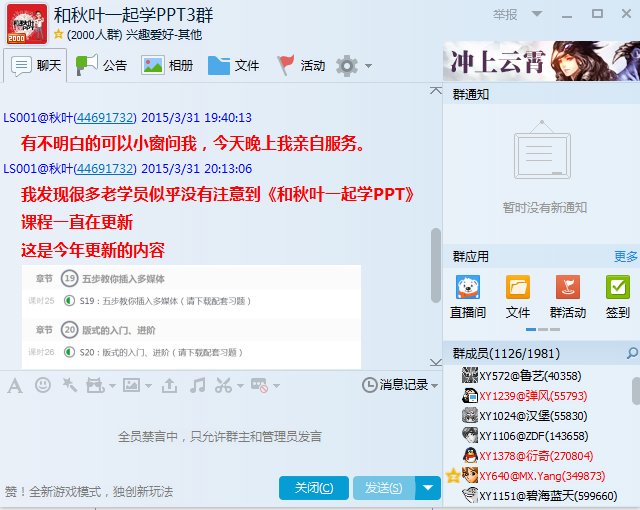 和秋叶一起学PPT3群
举报
2000
(2000人群) 兴趣爱好-其他
聊天
公告
相册
文件
活动
冲上云霄
LS001@秋叶(44691732) 2015/3/31 19:40:13
有不明白的可以小窗问我，今天晚上我亲自服务。
LS001@秋叶(44691732) 2015/3/31 20:13:06
我发现很多老学员似乎没有注意到《和秋叶一起学PPT》
课程一直在更新
这是今年更新的内容
章节 19 五步教你插入多媒体
课时25 S19：五步教你插入多媒体（请下载配套习题）
章节 20 版式的入门、进阶
课时26 S20：版式的入门、进阶（请下载配套习题）
消息记录
全员禁言中，只允许群主和管理员发言
赞！全新游戏模式，独创新玩法
关闭(C)
发送(S)
群通知
暂时没有新通知
群应用
更多
直播间
文件
群活动
签到
群成员(1126/1981)
XY572@鲁艺(40358)
XY1239@弹风(55793)
XY1024@汉堡(55830)
XY1106@ZDF(143658)
XY1378@衍奇(270804)
XY640@MX.Yang(349873)
XY1151@碧海蓝天(599660)